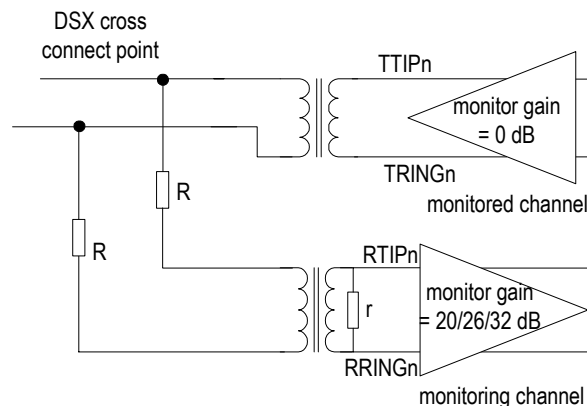 DSX cross
connect point
TTIPn
monitor gain
= 0 dB
TRINGn
monitored channel
R
R
RTIPn
monitor gain
= 20/26/32 dB
r
RRINGn
monitoring channel